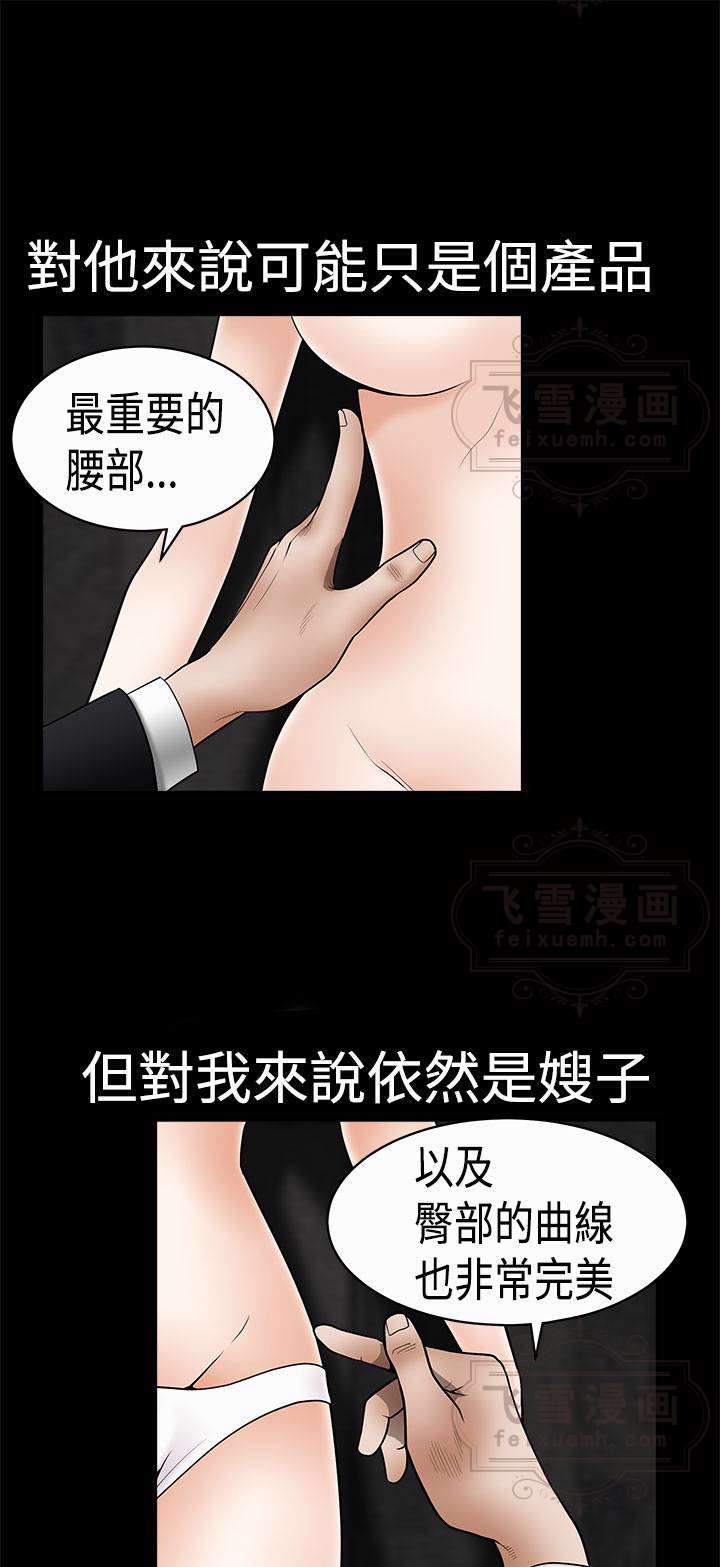 對他來說可能只是個產品
最重要的
腰部...
飞雪漫画
feixuemh.com
飞雪漫画
feixuemh.com
但對我來說依然是嫂子
以及
臀部的曲線
也非常完美
飞雪漫画
feixuemh.com